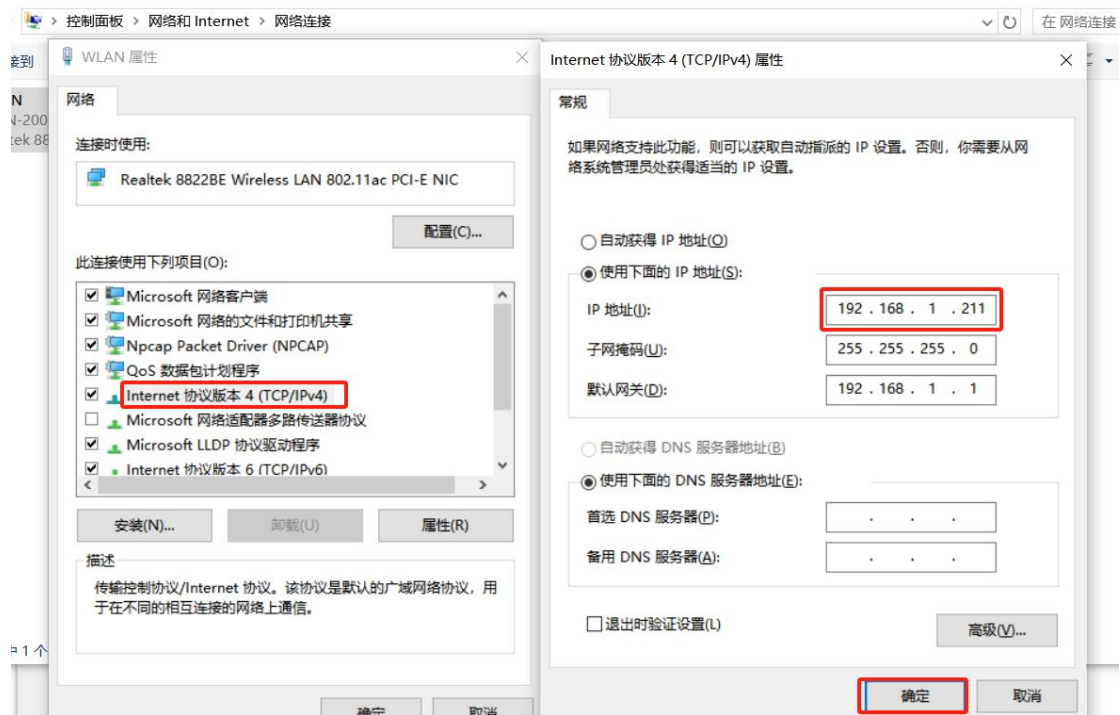 控制面板 > 网络和 Internet > 网络连接
在 网络连接
接到
WLAN 属性
网络
连接时使用:
Realtek 8822BE Wireless LAN 802.11ac PCI-E NIC
配置(C)...
此连接使用下列项目(O):
Microsoft 网络客户端
Microsoft 网络的文件和打印机共享
Npcap Packet Driver (NPCAP)
QoS 数据包计划程序
Internet 协议版本 4 (TCP/IPv4)
Microsoft 网络适配器多路传送器协议
Microsoft LLDP 协议驱动程序
Internet 协议版本 6 (TCP/IPv6)
安装(N)...
卸载(U)
属性(R)
描述
传输控制协议/Internet 协议。该协议是默认的广域网络协议，用
于在不同的相互连接的网络上通信。
确定
取消
Internet 协议版本 4 (TCP/IPv4) 属性
常规
如果网络支持此功能，则可以获取自动指派的 IP 设置。否则，你需要从网
络系统管理员处获得适当的 IP 设置。
自动获得 IP 地址(O)
使用下面的 IP 地址(S):
IP 地址(I):
192 . 168 . 1 . 211
子网掩码(U):
255 . 255 . 255 . 0
默认网关(D):
192 . 168 . 1 . 1
自动获得 DNS 服务器地址(B)
使用下面的 DNS 服务器地址(E):
首选 DNS 服务器(P):
备用 DNS 服务器(A):
退出时验证设置(L)
高级(V)...
确定
取消